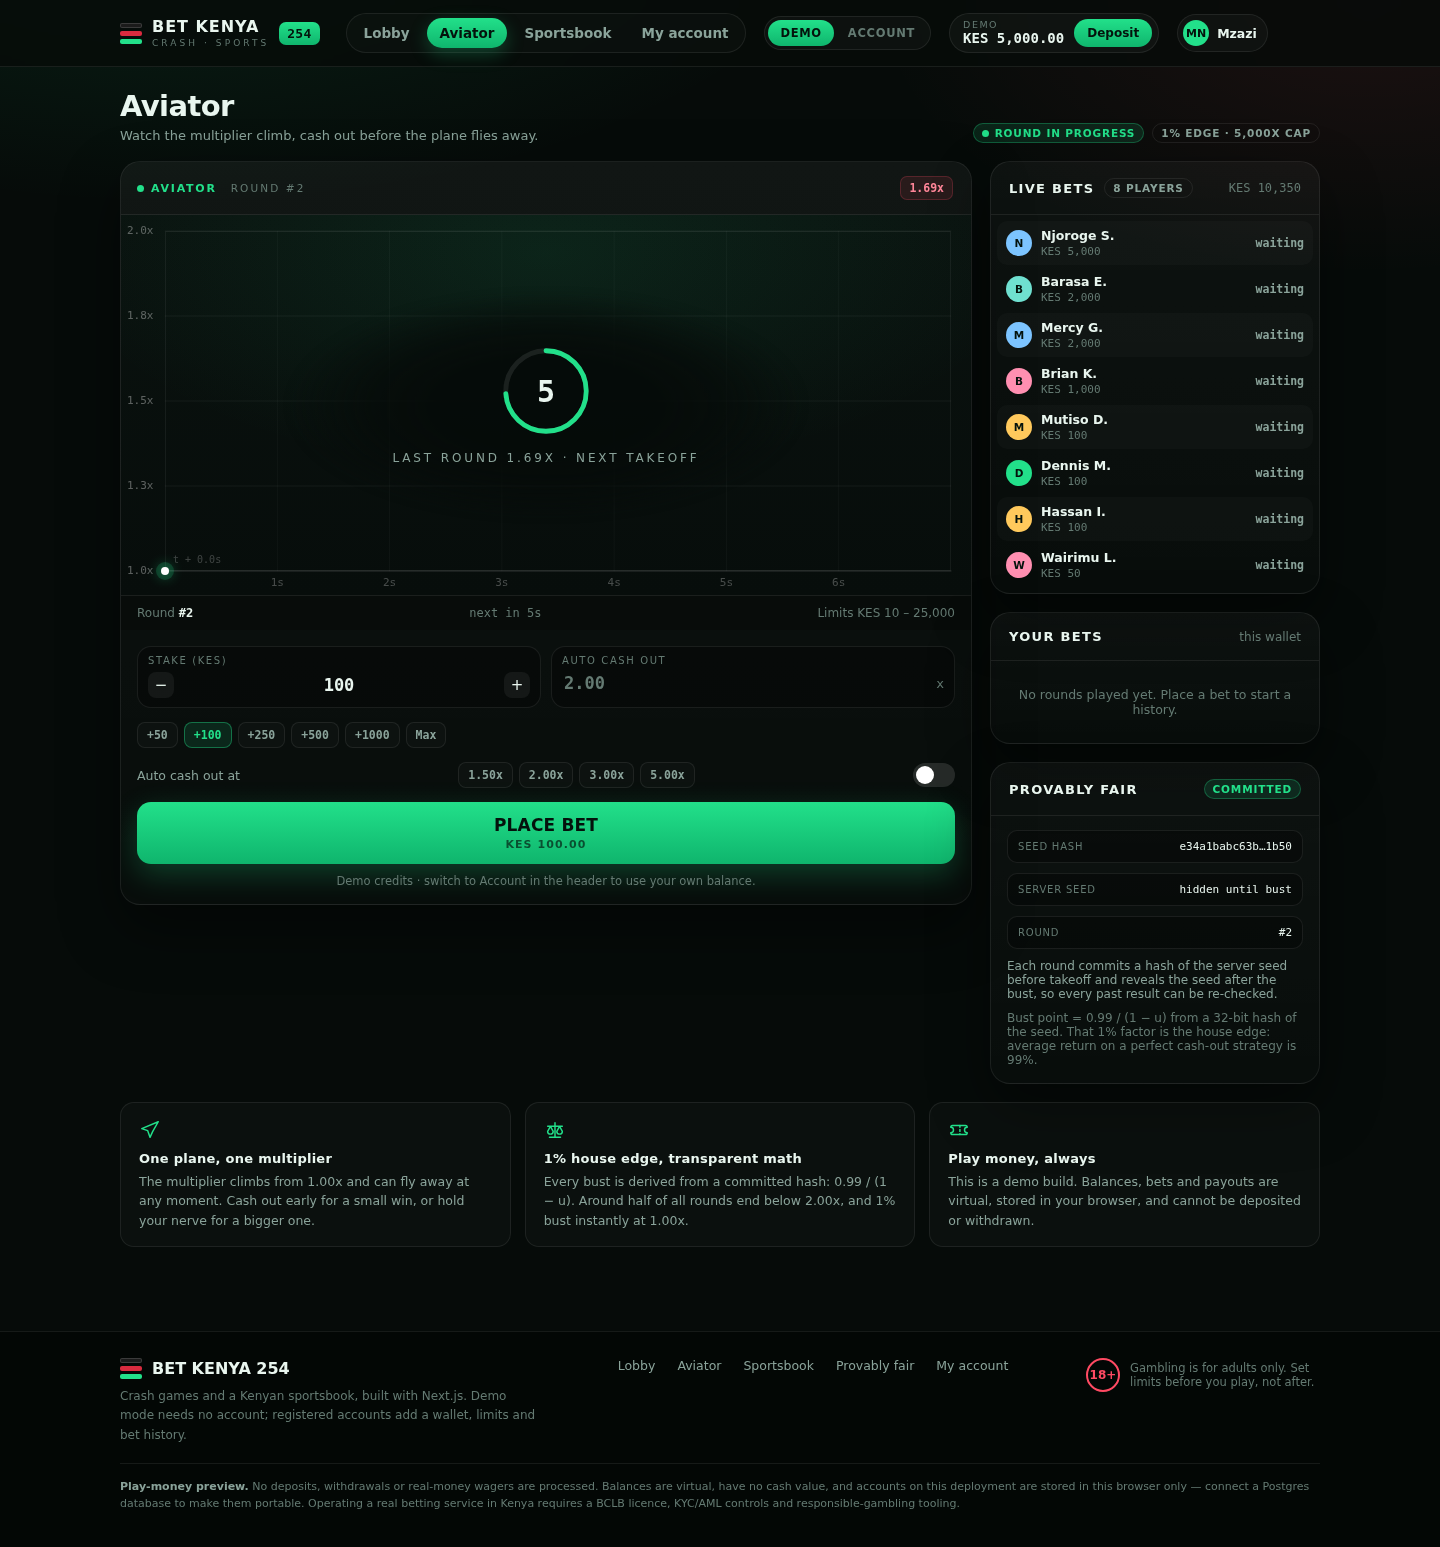 BET KENYA
CRASH · SPORTS
254
Lobby
Aviator
Sportsbook
My account
DEMO
ACCOUNT
DEMO
KES 5,000.00
Deposit
MN
Mzazi
Aviator
Watch the multiplier climb, cash out before the plane flies away.
ROUND IN PROGRESS
1% EDGE · 5,000X CAP
AVIATOR
ROUND #2
1.69x
2.0x
1.8x
1.5x
1.3x
1.0x
5
LAST ROUND 1.69X · NEXT TAKEOFF
t + 0.0s
1s
2s
3s
4s
5s
6s
Round #2
next in 5s
Limits KES 10 – 25,000
STAKE (KES)
−
100
+
AUTO CASH OUT
2.00
x
+50
+100
+250
+500
+1000
Max
Auto cash out at
1.50x
2.00x
3.00x
5.00x
PLACE BET
KES 100.00
Demo credits · switch to Account in the header to use your own balance.
LIVE BETS
8 PLAYERS
KES 10,350
N
Njoroge S.
KES 5,000
waiting
B
Barasa E.
KES 2,000
waiting
M
Mercy G.
KES 2,000
waiting
B
Brian K.
KES 1,000
waiting
M
Mutiso D.
KES 100
waiting
D
Dennis M.
KES 100
waiting
H
Hassan I.
KES 100
waiting
W
Wairimu L.
KES 50
waiting
YOUR BETS
this wallet
No rounds played yet. Place a bet to start a
history.
PROVABLY FAIR
COMMITTED
SEED HASH
e34a1babc63b…1b50
SERVER SEED
hidden until bust
ROUND
#2
Each round commits a hash of the server seed
before takeoff and reveals the seed after the
bust, so every past result can be re-checked.
Bust point = 0.99 / (1 − u) from a 32-bit hash of
the seed. That 1% factor is the house edge:
average return on a perfect cash-out strategy is
99%.
One plane, one multiplier
The multiplier climbs from 1.00x and can fly away at
any moment. Cash out early for a small win, or hold
your nerve for a bigger one.
1% house edge, transparent math
Every bust is derived from a committed hash: 0.99 / (1
− u). Around half of all rounds end below 2.00x, and 1%
bust instantly at 1.00x.
Play money, always
This is a demo build. Balances, bets and payouts are
virtual, stored in your browser, and cannot be deposited
or withdrawn.
BET KENYA 254
Crash games and a Kenyan sportsbook, built with Next.js. Demo
mode needs no account; registered accounts add a wallet, limits and
bet history.
Lobby
Aviator
Sportsbook
Provably fair
My account
18+
Gambling is for adults only. Set
limits before you play, not after.
Play-money preview. No deposits, withdrawals or real-money wagers are processed. Balances are virtual, have no cash value, and accounts on this deployment are stored in this browser only — connect a Postgres
database to make them portable. Operating a real betting service in Kenya requires a BCLB licence, KYC/AML controls and responsible-gambling tooling.